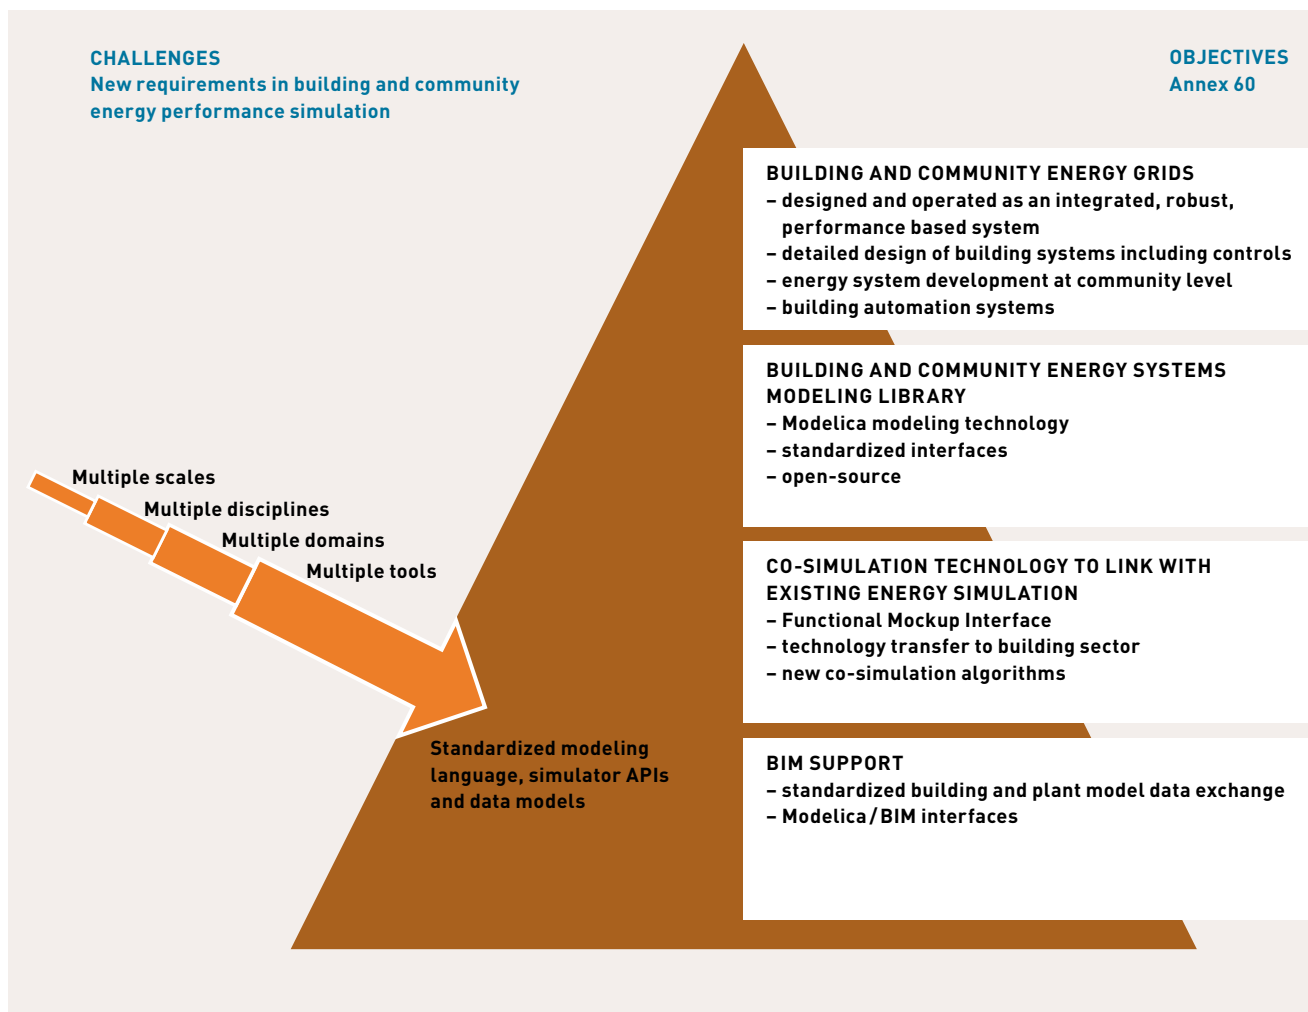 CHALLENGES
New requirements in building and community
energy performance simulation
OBJECTIVES
Annex 60
BUILDING AND COMMUNITY ENERGY GRIDS
– designed and operated as an integrated, robust,
performance based system
– detailed design of building systems including controls
– energy system development at community level
– building automation systems
BUILDING AND COMMUNITY ENERGY SYSTEMS
MODELING LIBRARY
– Modelica modeling technology
– standardized interfaces
– open-source
Multiple scales
Multiple disciplines
Multiple domains
Multiple tools
CO-SIMULATION TECHNOLOGY TO LINK WITH
EXISTING ENERGY SIMULATION
– Functional Mockup Interface
– technology transfer to building sector
– new co-simulation algorithms
Standardized modeling
language, simulator APIs
and data models
BIM SUPPORT
– standardized building and plant model data exchange
– Modelica/BIM interfaces